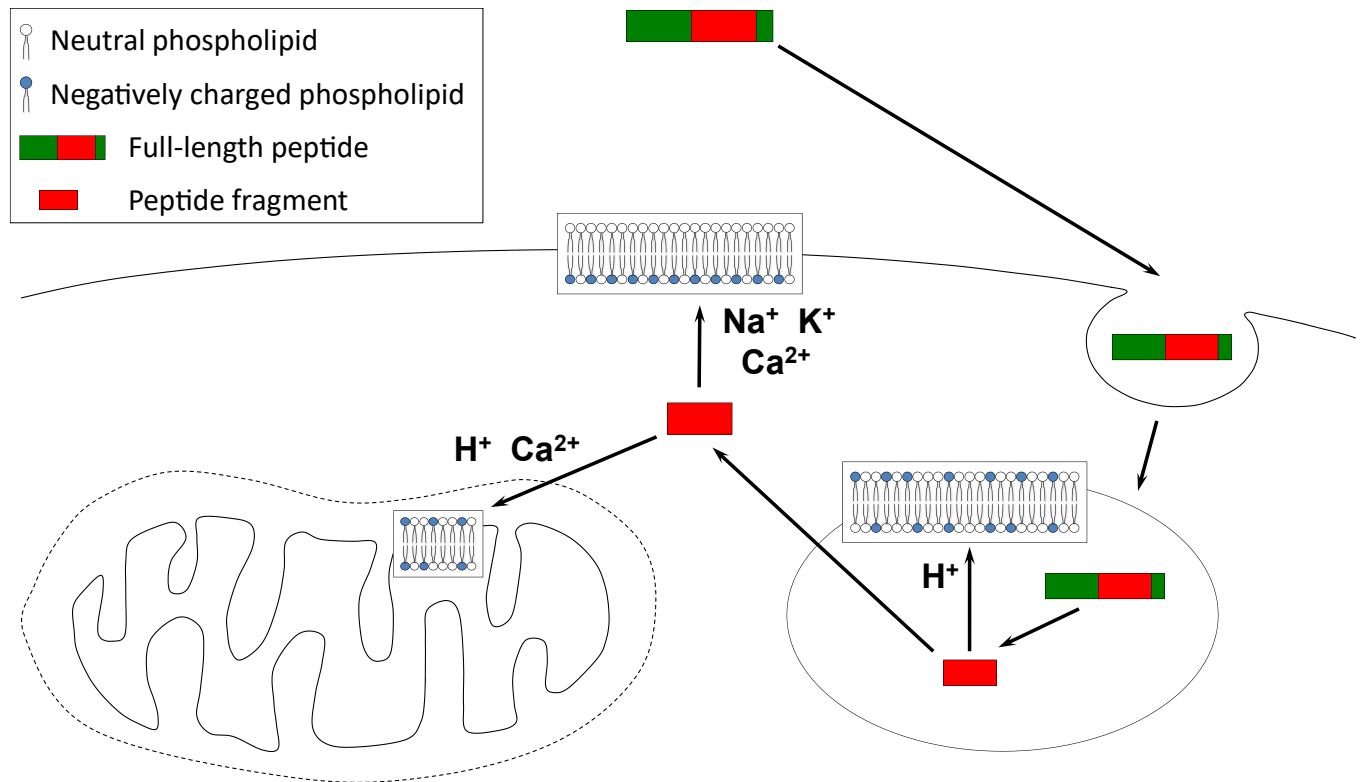 Neutral phospholipid
Negatively charged phospholipid
Full-length peptide
Peptide fragment
Na⁺ K⁺
Ca²⁺
H⁺ Ca²⁺
H⁺